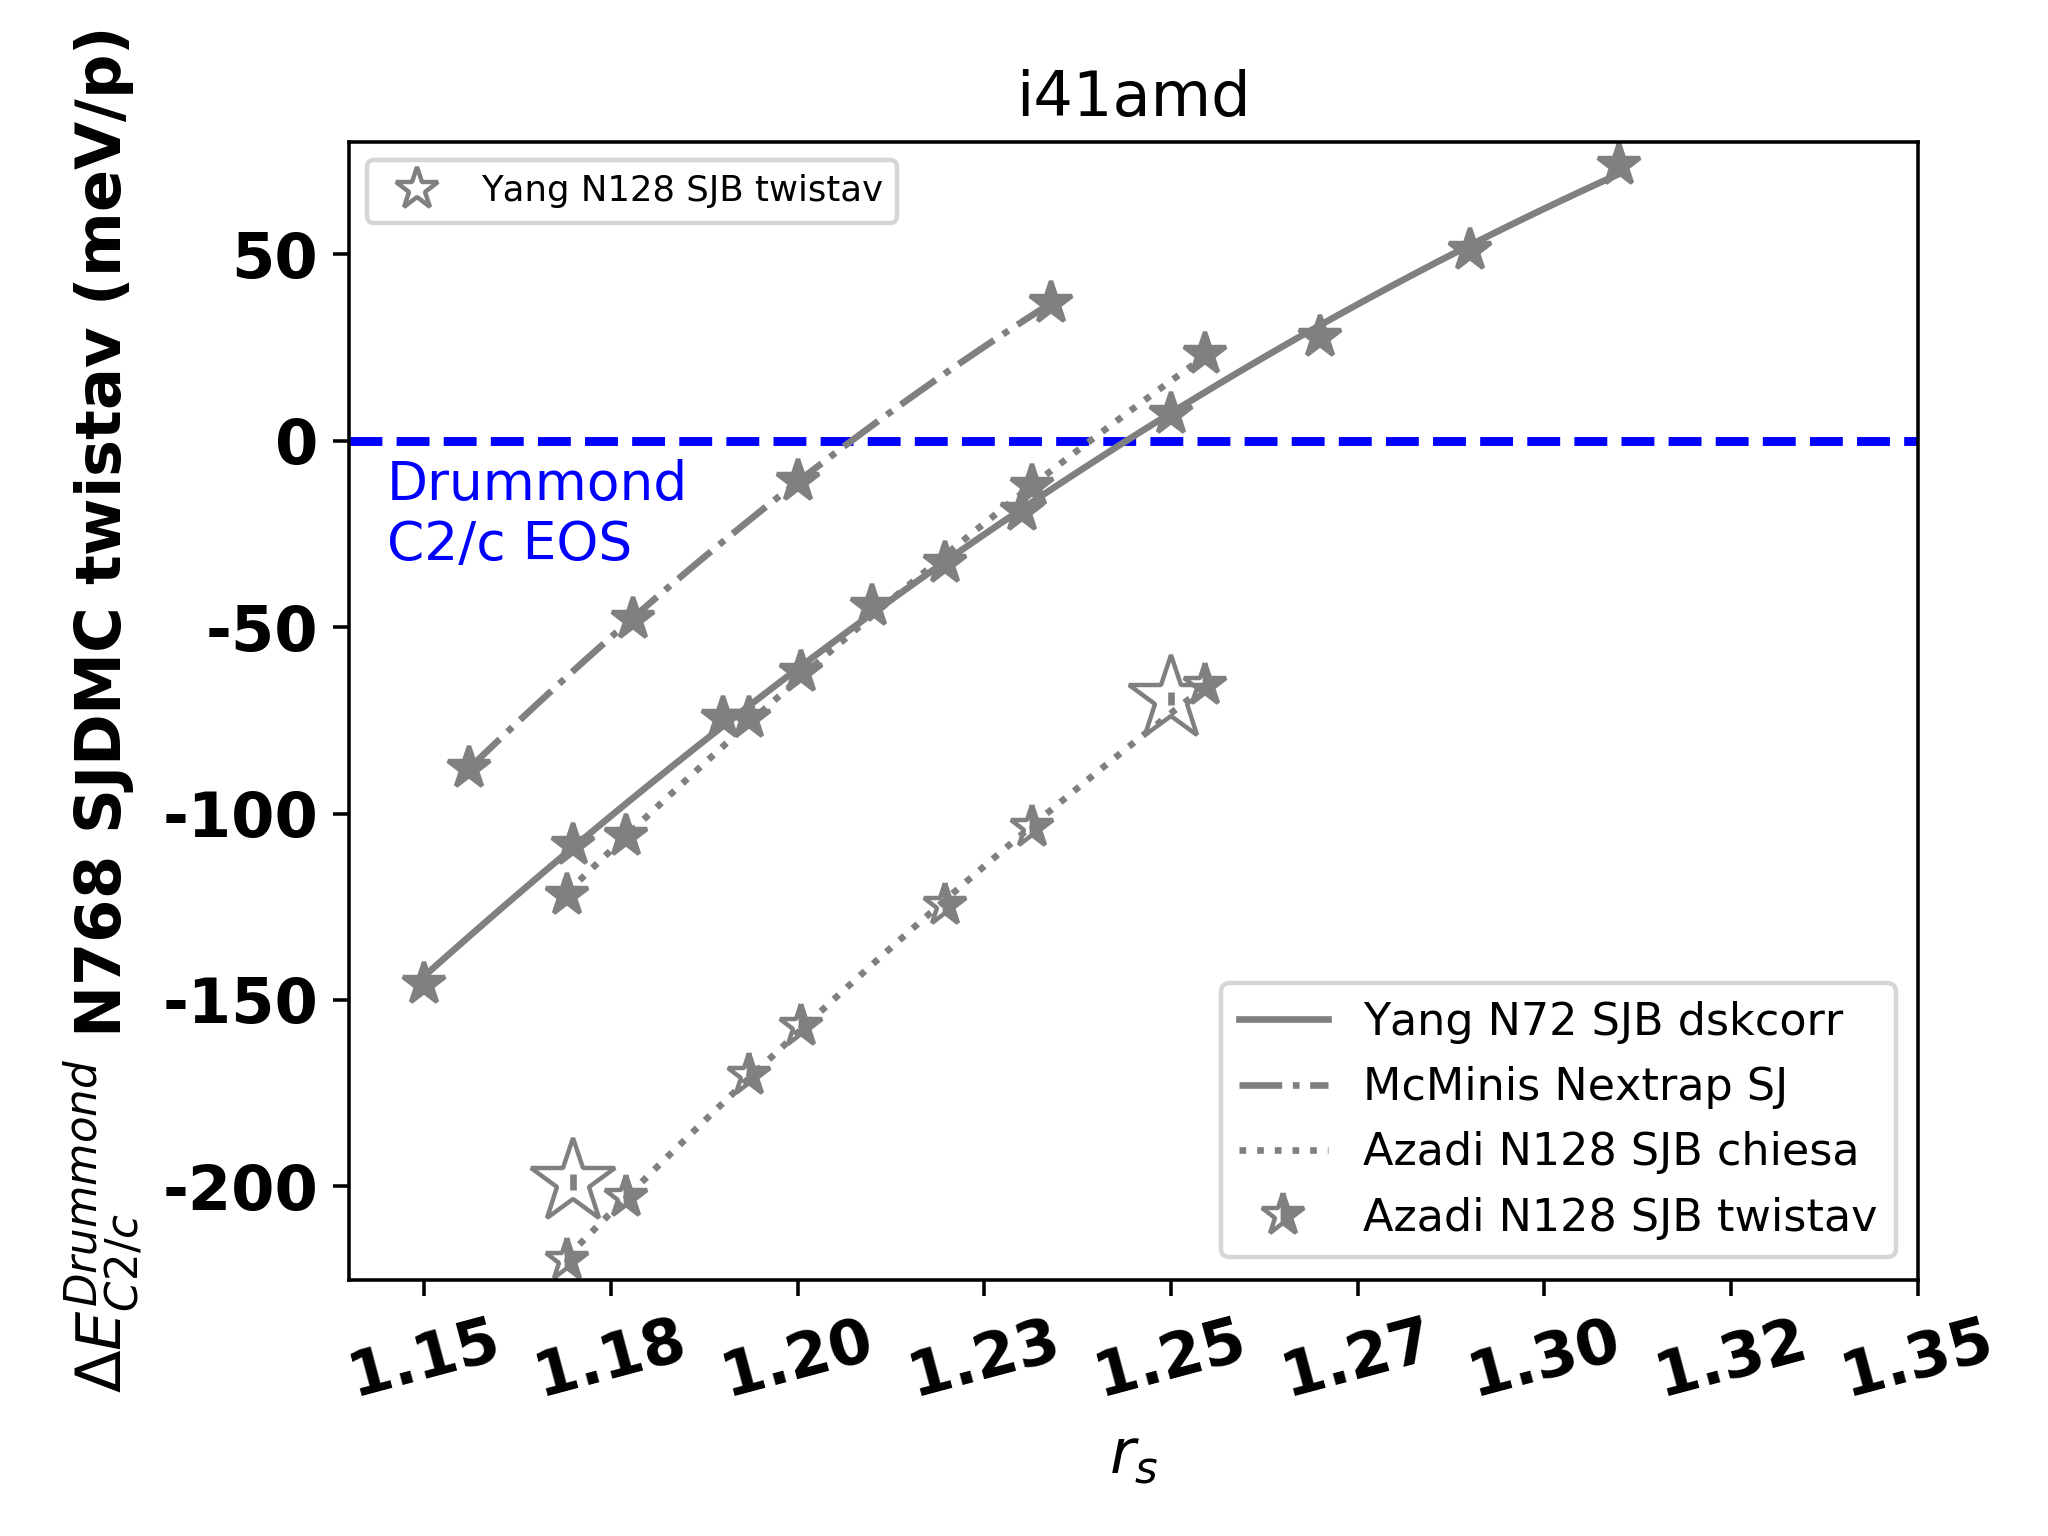 i41amd
Yang N128 SJB twistav
ΔE^{Drummond}_{C2/c} N768 SJDMC twistav (meV/p)
50
0
-50
-100
-150
-200
Drummond
C2/c EOS
Yang N72 SJB dskcorr
McMinis Nextrap SJ
Azadi N128 SJB chiesa
Azadi N128 SJB twistav
1.15 1.18 1.20 1.23 1.25 1.27 1.30 1.32 1.35
r_s